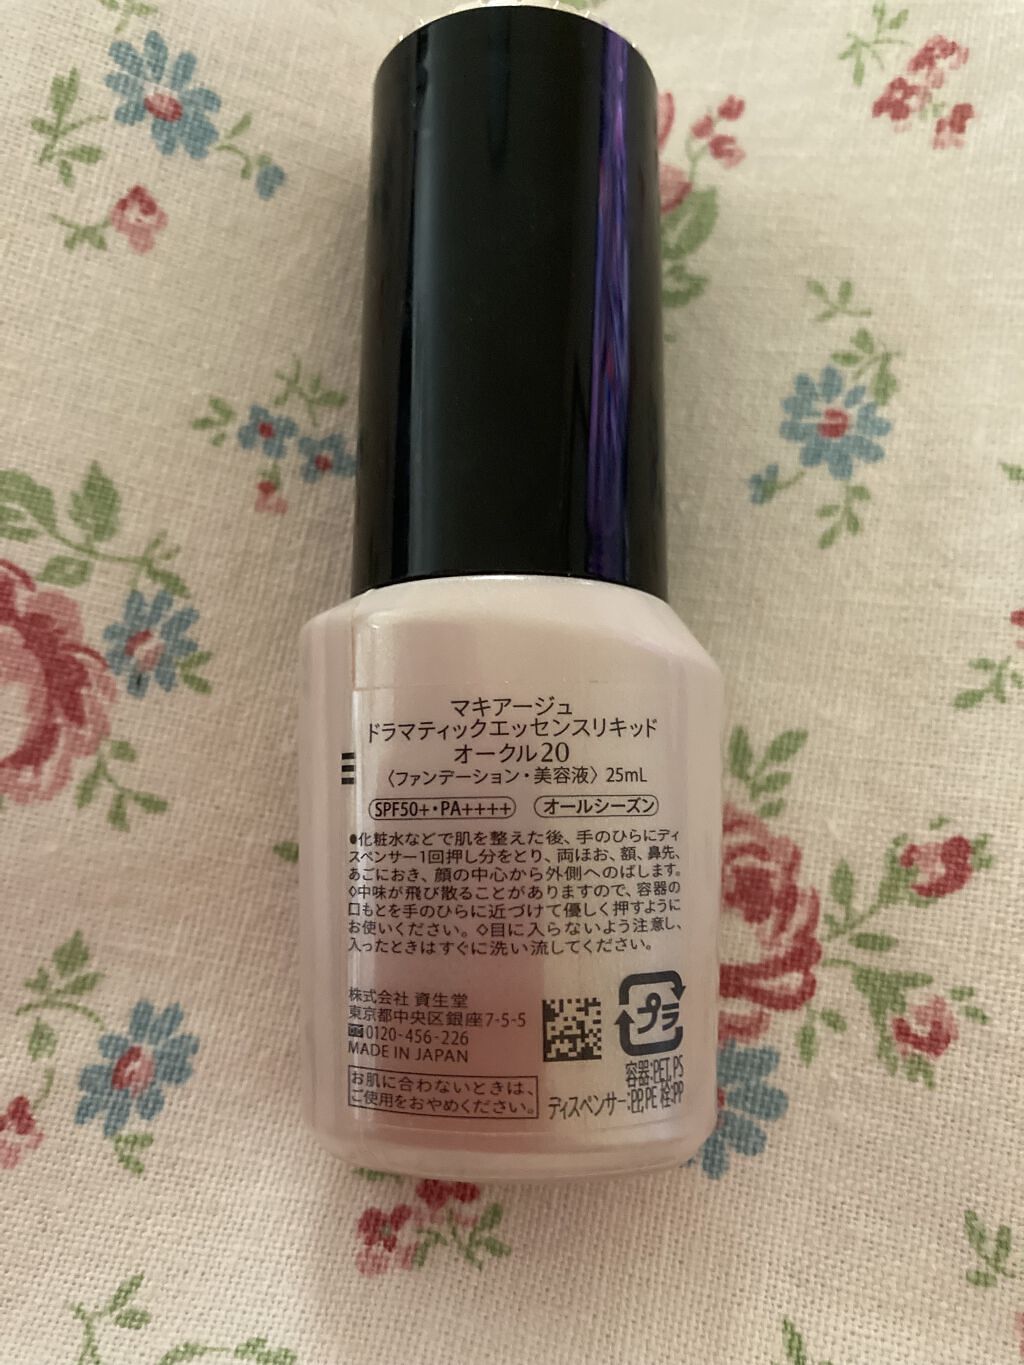 マキアージュ
ドラマティックエッセンスリキッド
オークル20
〈ファンデーション・美容液〉25mL
SPF50+・PA++++ オールシーズン
●化粧水などで肌を整えた後、手のひらにディ
スペンサー1回押し分をとり、両ほお、額、鼻先、
あごにおき、顔の中心から外側へのばします。
◇中味が飛び散ることがありますので、容器の
口もとを手のひらに近づけて優しく押すように
お使いください。◇目に入らないよう注意し、
入ったときはすぐに洗い流してください。
株式会社 資生堂
東京都中央区銀座7-5-5
0120-456-226
MADE IN JAPAN
お肌に合わないときは、
ご使用をおやめください。
プラ
容器:PET, PS
ディスペンサー:PP, PE 栓:PP